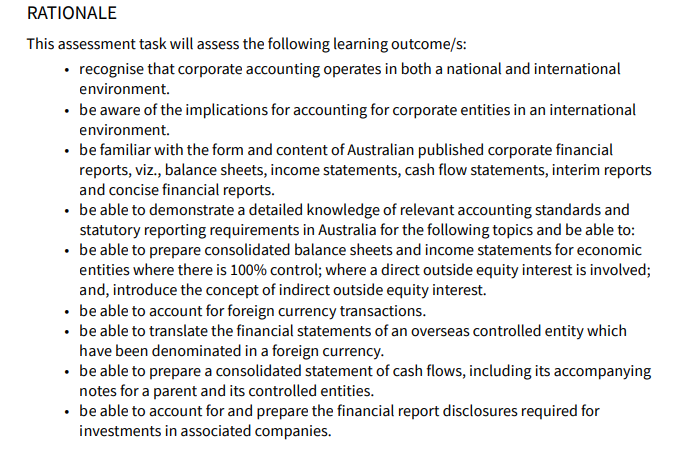 RATIONALE
This assessment task will assess the following learning outcome/s:
• recognise that corporate accounting operates in both a national and international
environment.
• be aware of the implications for accounting for corporate entities in an international
environment.
• be familiar with the form and content of Australian published corporate financial
reports, viz., balance sheets, income statements, cash flow statements, interim reports
and concise financial reports.
• be able to demonstrate a detailed knowledge of relevant accounting standards and
statutory reporting requirements in Australia for the following topics and be able to:
• be able to prepare consolidated balance sheets and income statements for economic
entities where there is 100% control; where a direct outside equity interest is involved;
and, introduce the concept of indirect outside equity interest.
• be able to account for foreign currency transactions.
• be able to translate the financial statements of an overseas controlled entity which
have been denominated in a foreign currency.
• be able to prepare a consolidated statement of cash flows, including its accompanying
notes for a parent and its controlled entities.
• be able to account for and prepare the financial report disclosures required for
investments in associated companies.